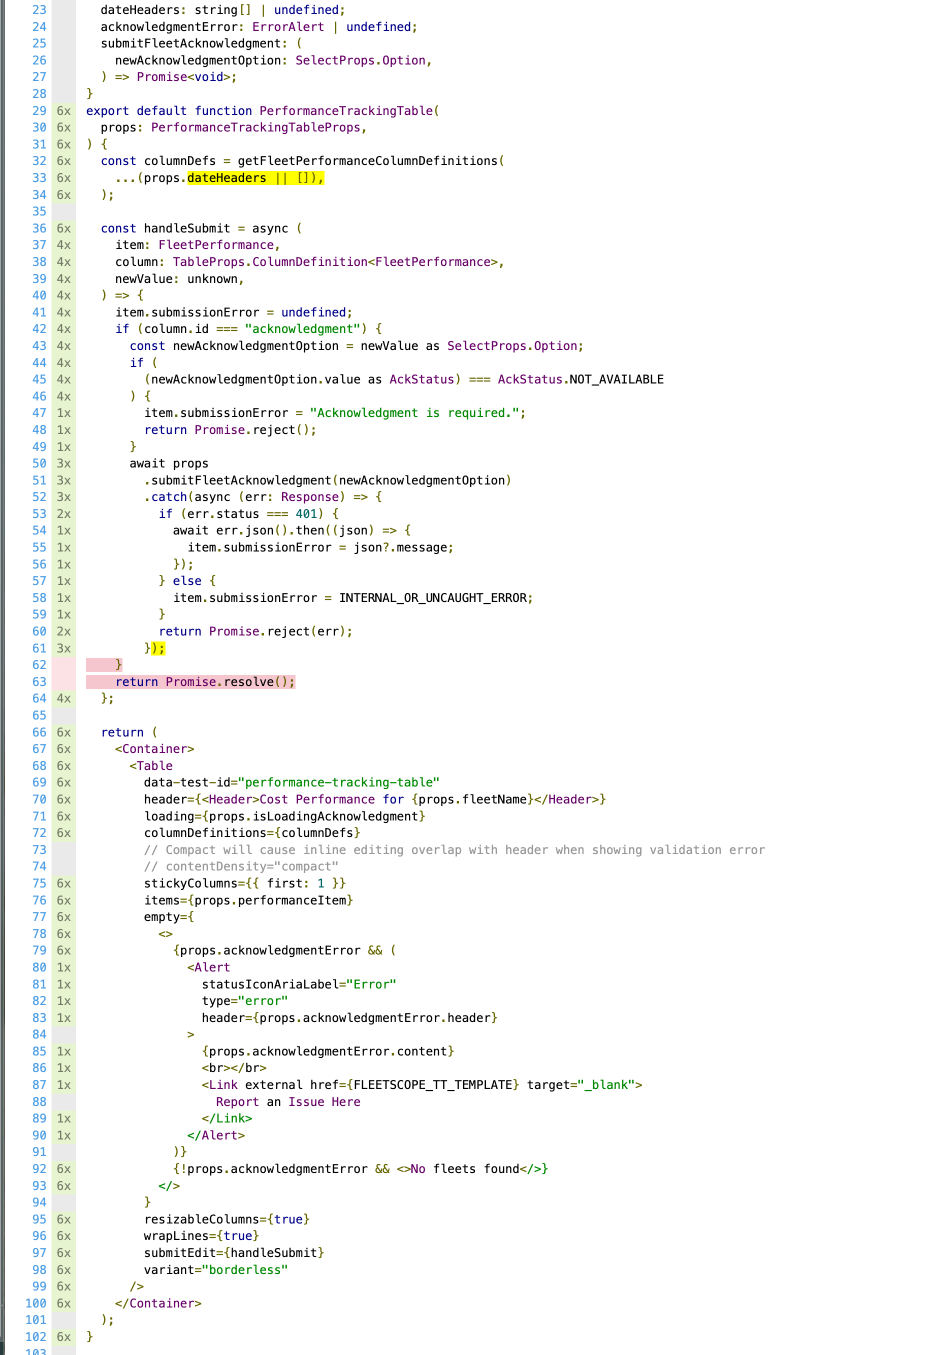 23 dateHeaders: string[] | undefined;
24 acknowledgmentError: ErrorAlert | undefined;
25 submitFleetAcknowledgment: (
26 newAcknowledgmentOption: SelectProps.Option,
27 ) => Promise<void>;
28 }
29 6x export default function PerformanceTrackingTable(
30 6x props: PerformanceTrackingTableProps,
31 6x ) {
32 6x const columnDefs = getFleetPerformanceColumnDefinitions(
33 6x ...(props.dateHeaders || []),
34 6x );
35
36 6x const handleSubmit = async (
37 4x item: FleetPerformance,
38 4x column: TableProps.ColumnDefinition<FleetPerformance>,
39 4x newValue: unknown,
40 4x ) => {
41 4x item.submissionError = undefined;
42 4x if (column.id === "acknowledgment") {
43 4x const newAcknowledgmentOption = newValue as SelectProps.Option;
44 4x if (
45 4x (newAcknowledgmentOption.value as AckStatus) === AckStatus.NOT_AVAILABLE
46 4x ) {
47 1x item.submissionError = "Acknowledgment is required.";
48 1x return Promise.reject();
49 1x }
50 3x await props
51 3x .submitFleetAcknowledgment(newAcknowledgmentOption)
52 3x .catch(async (err: Response) => {
53 2x if (err.status === 401) {
54 1x await err.json().then((json) => {
55 1x item.submissionError = json?.message;
56 1x });
57 1x } else {
58 1x item.submissionError = INTERNAL_OR_UNCAUGHT_ERROR;
59 1x }
60 2x return Promise.reject(err);
61 3x });
62 }
63 return Promise.resolve();
64 4x };
65
66 6x return (
67 6x <Container>
68 6x <Table
69 6x data-test-id="performance-tracking-table"
70 6x header={<Header>Cost Performance for {props.fleetName}</Header>}
71 6x loading={props.isLoadingAcknowledgment}
72 6x columnDefinitions={columnDefs}
73 // Compact will cause inline editing overlap with header when showing validation error
74 // contentDensity="compact"
75 6x stickyColumns={{ first: 1 }}
76 6x items={props.performanceItem}
77 6x empty={
78 6x <>
79 6x {props.acknowledgmentError && (
80 1x <Alert
81 1x statusIconAriaLabel="Error"
82 1x type="error"
83 1x header={props.acknowledgmentError.header}
84 >
85 1x {props.acknowledgmentError.content}
86 1x <br></br>
87 1x <Link external href={FLEETSCOPE_TT_TEMPLATE} target="_blank">
88 Report an Issue Here
89 1x </Link>
90 1x </Alert>
91 )}
92 6x {!props.acknowledgmentError && <>No fleets found</>}
93 6x </>
94 }
95 6x resizableColumns={true}
96 6x wrapLines={true}
97 6x submitEdit={handleSubmit}
98 6x variant="borderless"
99 6x />
100 6x </Container>
101 );
102 6x }
103